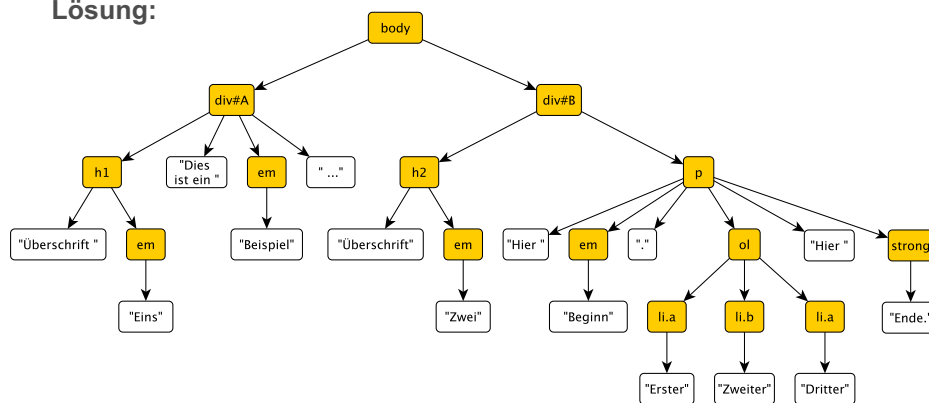 Lösung:
body
div#A
div#B
h1
"Dies
ist ein "
em
" ..."
h2
p
"Überschrift "
em
"Beispiel"
"Überschrift"
em
"Hier "
em
"."
ol
"Hier "
strong
"Eins"
"Zwei"
"Beginn"
li.a
li.b
li.a
"Ende."
"Erster"
"Zweiter"
"Dritter"